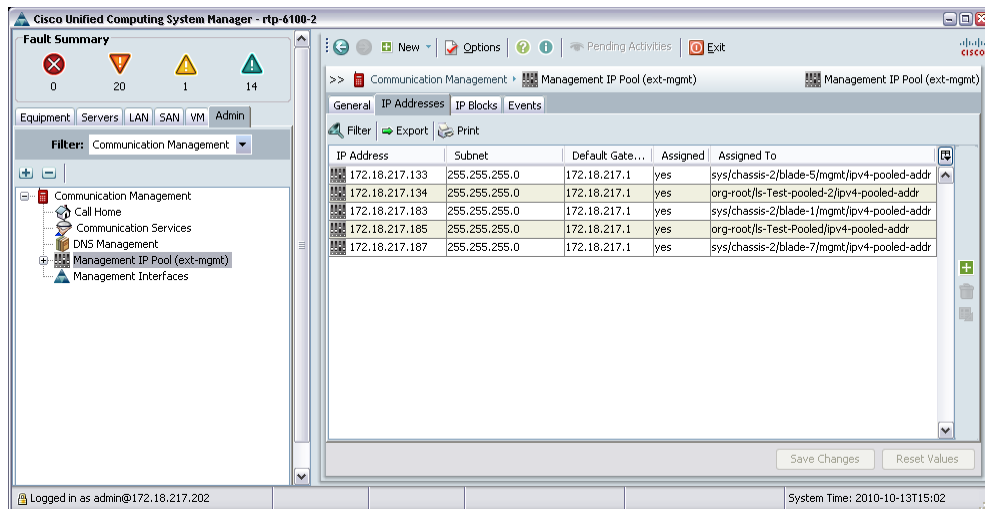 Cisco Unified Computing System Manager - rtp-6100-2
Fault Summary
0 20 1 14
Equipment Servers LAN SAN VM Admin
Filter: Communication Management
Communication Management
Call Home
Communication Services
DNS Management
Management IP Pool (ext-mgmt)
Management Interfaces
New Options ? i Pending Activities Exit
CISCO
>> Communication Management Management IP Pool (ext-mgmt) Management IP Pool (ext-mgmt)
General IP Addresses IP Blocks Events
Filter Export Print
IP Address Subnet Default Gate... Assigned Assigned To
172.18.217.133 255.255.255.0 172.18.217.1 yes sys/chassis-2/blade-5/mgmt/ipv4-pooled-addr
172.18.217.134 255.255.255.0 172.18.217.1 yes org-root/ls-Test-pooled-2/ipv4-pooled-addr
172.18.217.183 255.255.255.0 172.18.217.1 yes sys/chassis-2/blade-1/mgmt/ipv4-pooled-addr
172.18.217.185 255.255.255.0 172.18.217.1 yes org-root/ls-Test-Pooled/ipv4-pooled-addr
172.18.217.187 255.255.255.0 172.18.217.1 yes sys/chassis-2/blade-7/mgmt/ipv4-pooled-addr
Save Changes Reset Values
Logged in as admin@172.18.217.202
System Time: 2010-10-13T15:02